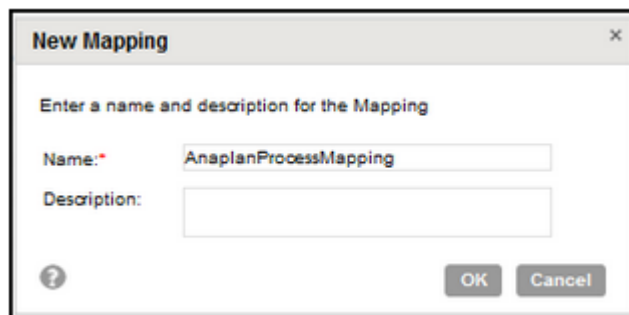 New Mapping ×
Enter a name and description for the Mapping
Name:* AnaplanProcessMapping
Description:
? OK Cancel